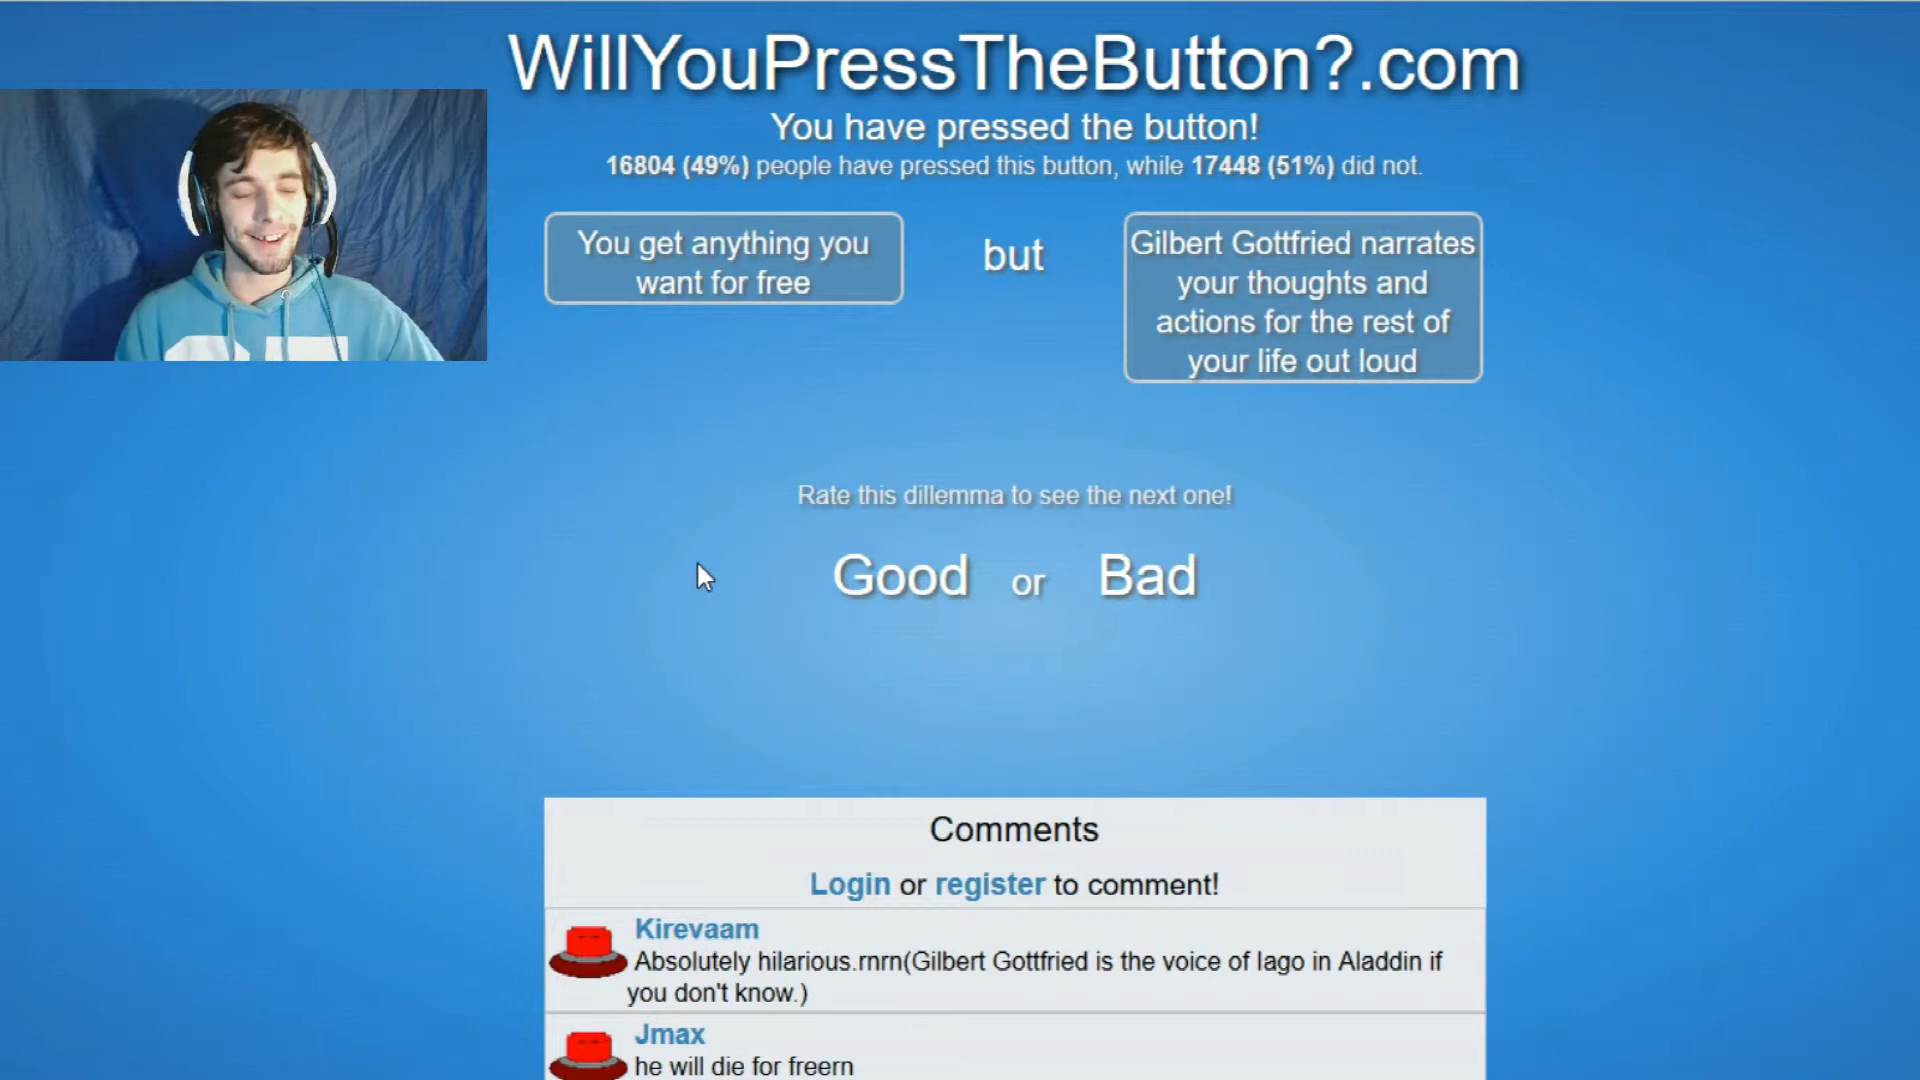 WillYouPressTheButton?.com
You have pressed the button!
16804 (49%) people have pressed this button, while 17448 (51%) did not.
You get anything you
want for free
but
Gilbert Gottfried narrates
your thoughts and
actions for the rest of
your life out loud
Rate this dillemma to see the next one!
Good or Bad
Comments
Login or register to comment!
Kirevaam
Absolutely hilarious.rnrn(Gilbert Gottfried is the voice of Iago in Aladdin if
you don't know.)
Jmax
he will die for freern